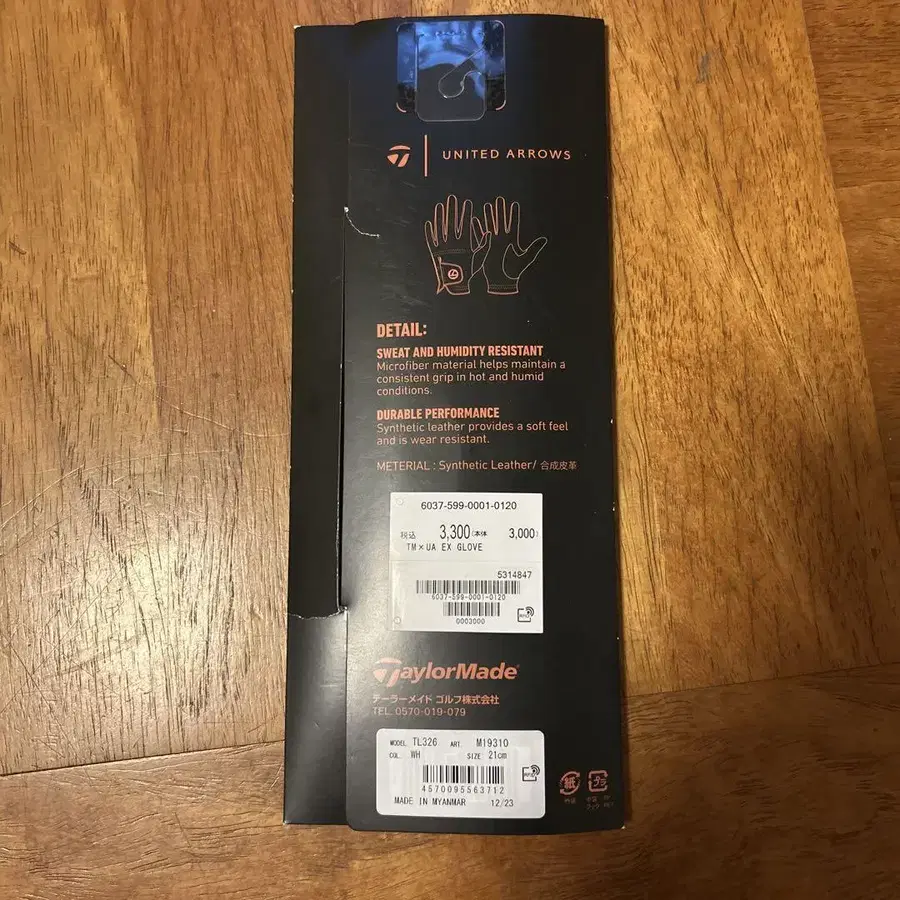 UNITED ARROWS
DETAIL:
SWEAT AND HUMIDITY RESISTANT
Microfiber material helps maintain a
consistent grip in hot and humid
conditions.
DURABLE PERFORMANCE
Synthetic leather provides a soft feel
and is wear resistant.
METERIAL : Synthetic Leather/ 合成皮革
6037-599-0001-0120
税込 3,300 (本体 3,000)
TM×UA EX GLOVE
5314847
6037-599-0001-0120
0003000
TaylorMade
テーラーメイド ゴルフ株式会社
TEL. 0570-019-079
MODEL. TL326 ART. M19310
COL. WH SIZE 21cm
4570095563712
MADE IN MYANMAR 12/23
紙 プラ